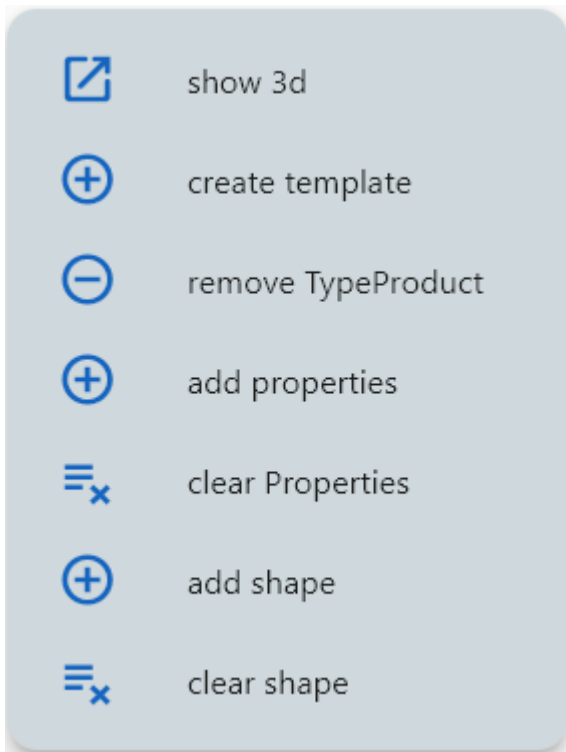 show 3d
create template
remove TypeProduct
add properties
clear Properties
add shape
clear shape